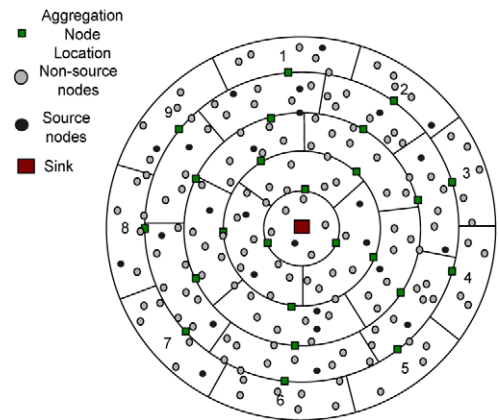 Aggregation
Node
Location
Non-source
nodes
Source
nodes
Sink
1
2
3
4
5
6
7
8
9